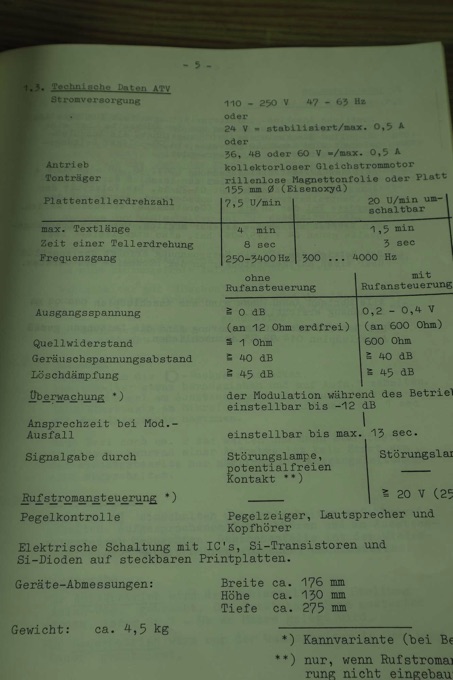 - 5 -
1.3. Technische Daten ATV
Stromversorgung 110 - 250 V 47 - 63 Hz
oder
24 V = stabilisiert/max. 0,5 A
oder
36, 48 oder 60 V =/max. 0,5 A
Antrieb kollektorloser Gleichstrommotor
Tonträger rillenlose Magnettonfolie oder Platt
155 mm Ø (Eisenoxyd)
Plattentellerdrehzahl 7,5 U/min 20 U/min um-
schaltbar
max. Textlänge 4 min 1,5 min
Zeit einer Tellerdrehung 8 sec 3 sec
Frequenzgang 250-3400 Hz 300 ... 4000 Hz
ohne mit
Rufansteuerung Rufansteuerung
Ausgangsspannung ≧ 0 dB 0,2 - 0,4 V
(an 12 Ohm erdfrei) (an 600 Ohm)
Quellwiderstand ≦ 1 Ohm 600 Ohm
Geräuschspannungsabstand ≧ 40 dB ≧ 40 dB
Löschdämpfung ≧ 45 dB ≧ 45 dB
Überwachung *) der Modulation während des Betrie
einstellbar bis -12 dB
Ansprechzeit bei Mod.-
Ausfall einstellbar bis max. 13 sec.
Signalgabe durch Störungslampe, Störungslam
potentialfreien
Kontakt **)
Rufstromansteuerung *) ≧ 20 V (25
Pegelkontrolle Pegelzeiger, Lautsprecher und
Kopfhörer
Elektrische Schaltung mit IC's, Si-Transistoren und
Si-Dioden auf steckbaren Printplatten.
Geräte-Abmessungen: Breite ca. 176 mm
Höhe ca. 130 mm
Tiefe ca. 275 mm
Gewicht: ca. 4,5 kg
*) Kannvariante (bei Be
**) nur, wenn Rufstroman
rung nicht eingebau